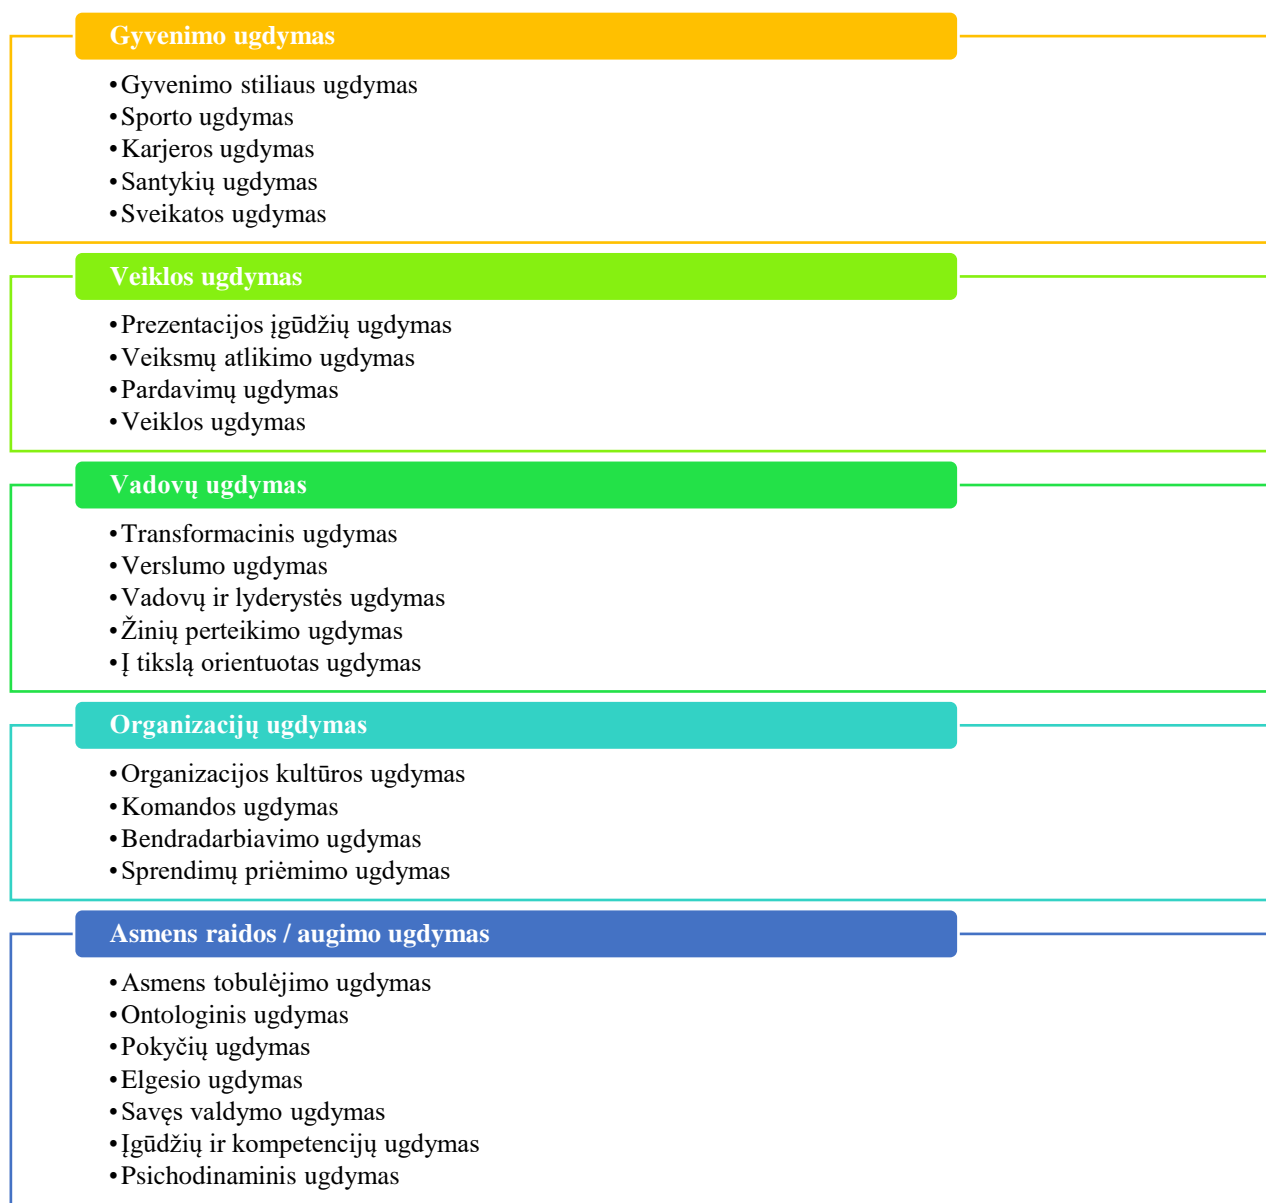 Gyvenimo ugdymas
•Gyvenimo stiliaus ugdymas
•Sporto ugdymas
•Karjeros ugdymas
•Santykių ugdymas
•Sveikatos ugdymas
Veiklos ugdymas
•Prezentacijos įgūdžių ugdymas
•Veiksmų atlikimo ugdymas
•Pardavimų ugdymas
•Veiklos ugdymas
Vadovų ugdymas
•Transformacinis ugdymas
•Verslumo ugdymas
•Vadovų ir lyderystės ugdymas
•Žinių perteikimo ugdymas
•Į tikslą orientuotas ugdymas
Organizacijų ugdymas
•Organizacijos kultūros ugdymas
•Komandos ugdymas
•Bendradarbiavimo ugdymas
•Sprendimų priėmimo ugdymas
Asmens raidos / augimo ugdymas
•Asmens tobulėjimo ugdymas
•Ontologinis ugdymas
•Pokyčių ugdymas
•Elgesio ugdymas
•Savęs valdymo ugdymas
•Įgūdžių ir kompetencijų ugdymas
•Psichodinaminis ugdymas